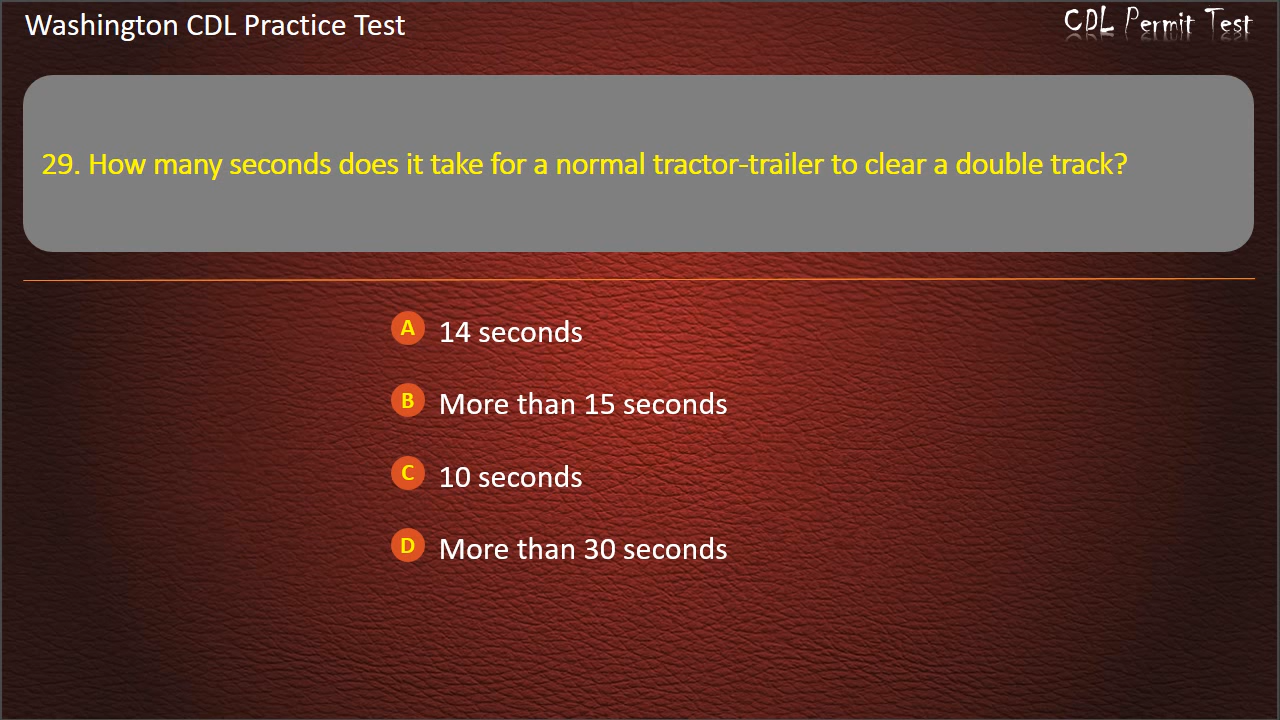 Washington CDL Practice Test
CDL Permit Test
29. How many seconds does it take for a normal tractor-trailer to clear a double track?
A 14 seconds
B More than 15 seconds
C 10 seconds
D More than 30 seconds